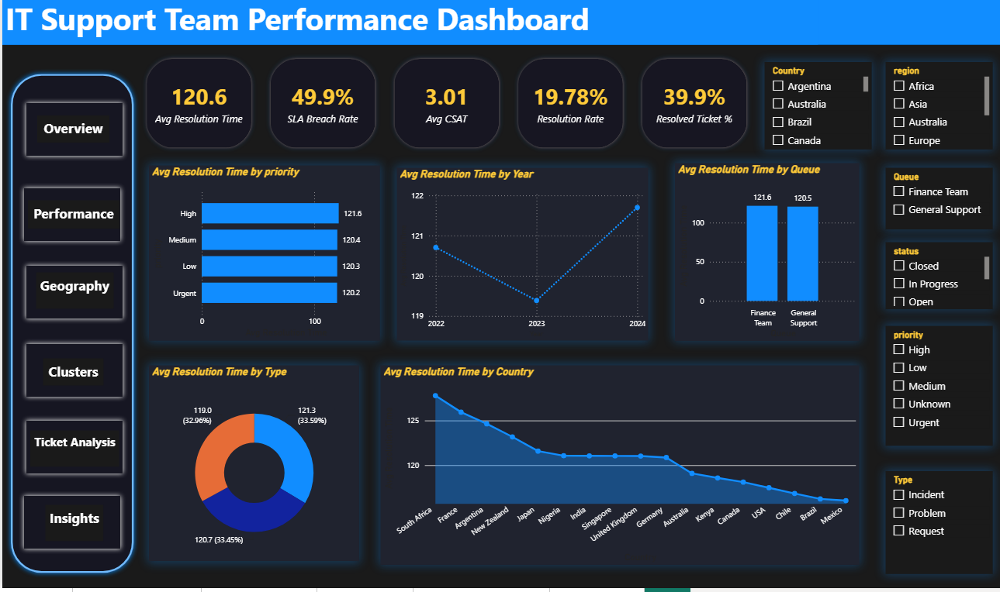 IT Support Team Performance Dashboard
Overview
Performance
Geography
Clusters
Ticket Analysis
Insights
120.6
Avg Resolution Time
49.9%
SLA Breach Rate
3.01
Avg CSAT
19.78%
Resolution Rate
39.9%
Resolved Ticket %
Country
Argentina
Australia
Brazil
Canada
region
Africa
Asia
Australia
Europe
Avg Resolution Time by priority
High
121.6
Medium
120.4
Low
120.3
Urgent
120.2
0
100
Avg Resolution Time by Year
122
121
120
119
2022
2023
2024
Avg Resolution Time by Queue
121.6
120.5
100
50
0
Finance
Team
General
Support
Queue
Finance Team
General Support
status
Closed
In Progress
Open
priority
High
Low
Medium
Unknown
Urgent
Avg Resolution Time by Type
119.0
(32.96%)
121.3
(33.59%)
120.7 (33.45%)
Avg Resolution Time by Country
125
120
South Africa
France
Argentina
New Zealand
Japan
Nigeria
India
Singapore
United Kingdom
Germany
Australia
Kenya
Canada
USA
Chile
Brazil
Mexico
Type
Incident
Problem
Request